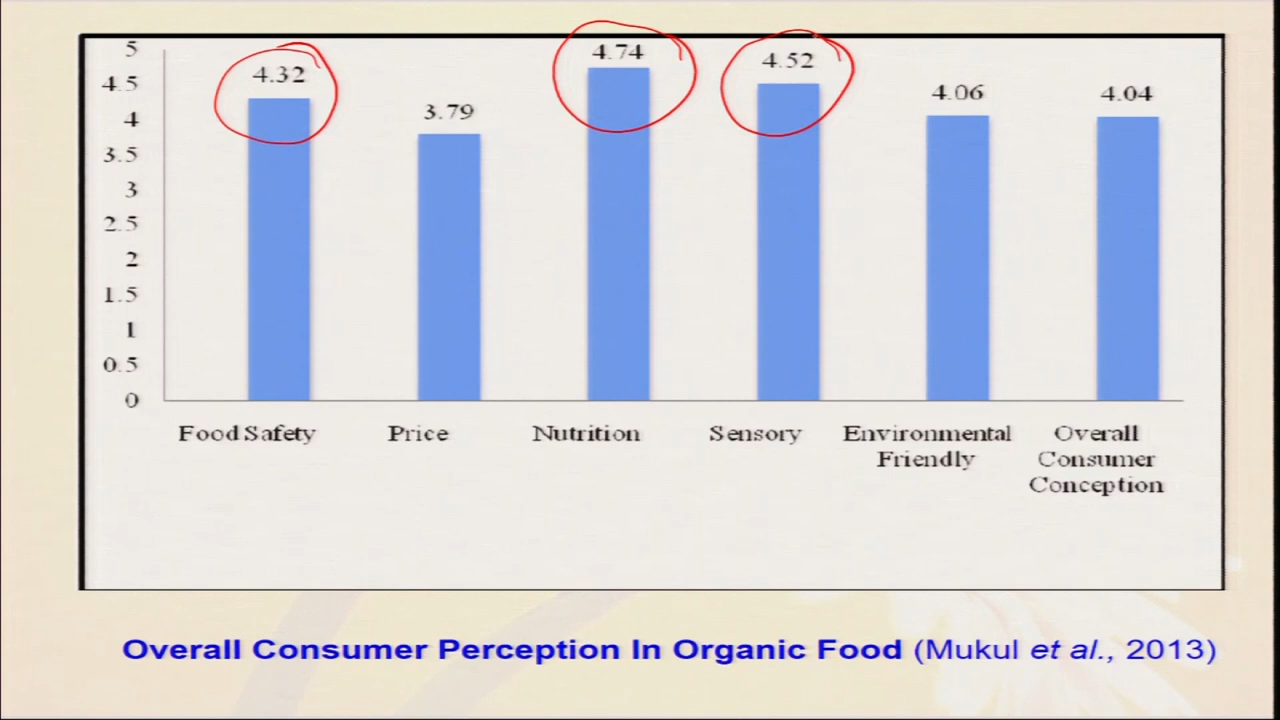 5
4.5
4
3.5
3
2.5
2
1.5
1
0.5
0
4.32
3.79
4.74
4.52
4.06
4.04
Food Safety
Price
Nutrition
Sensory
Environmental
Friendly
Overall
Consumer
Conception
Overall Consumer Perception In Organic Food (Mukul et al., 2013)